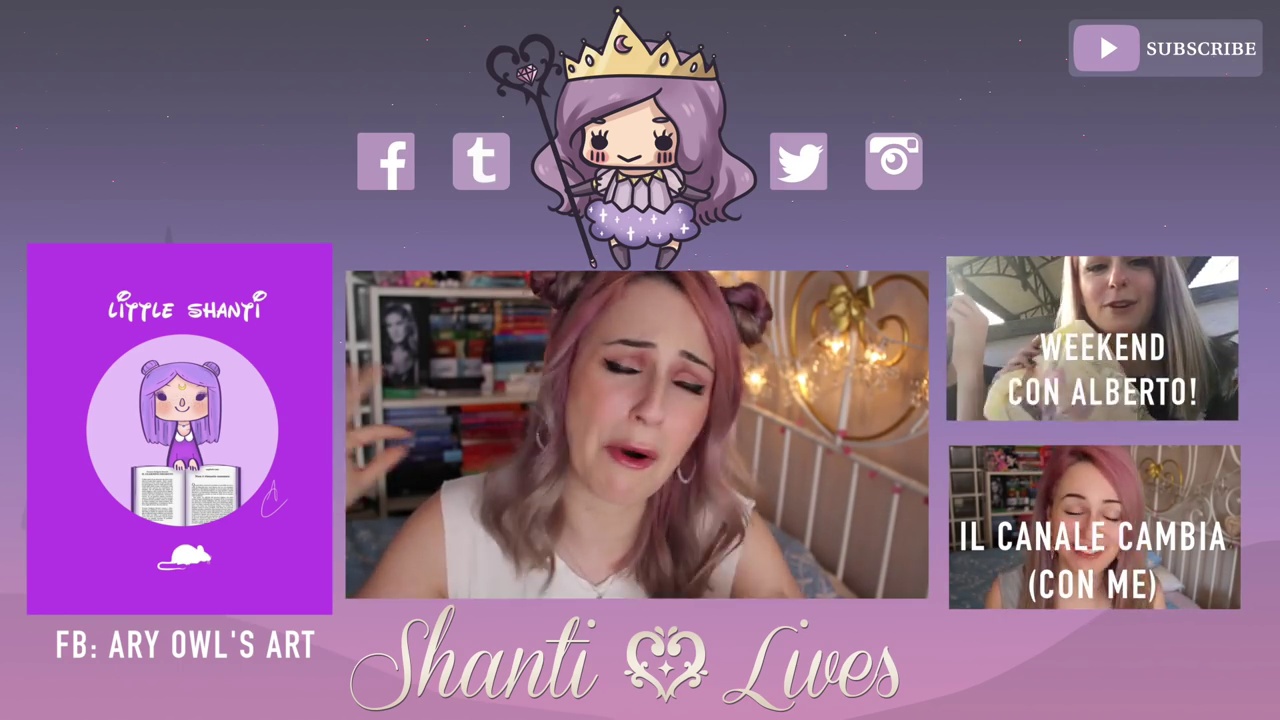 SUBSCRIBE
LITTLE SHANTI
WEEKEND
CON ALBERTO!
IL CANALE CAMBIA
(CON ME)
FB: ARY OWL'S ART
Shanti Lives